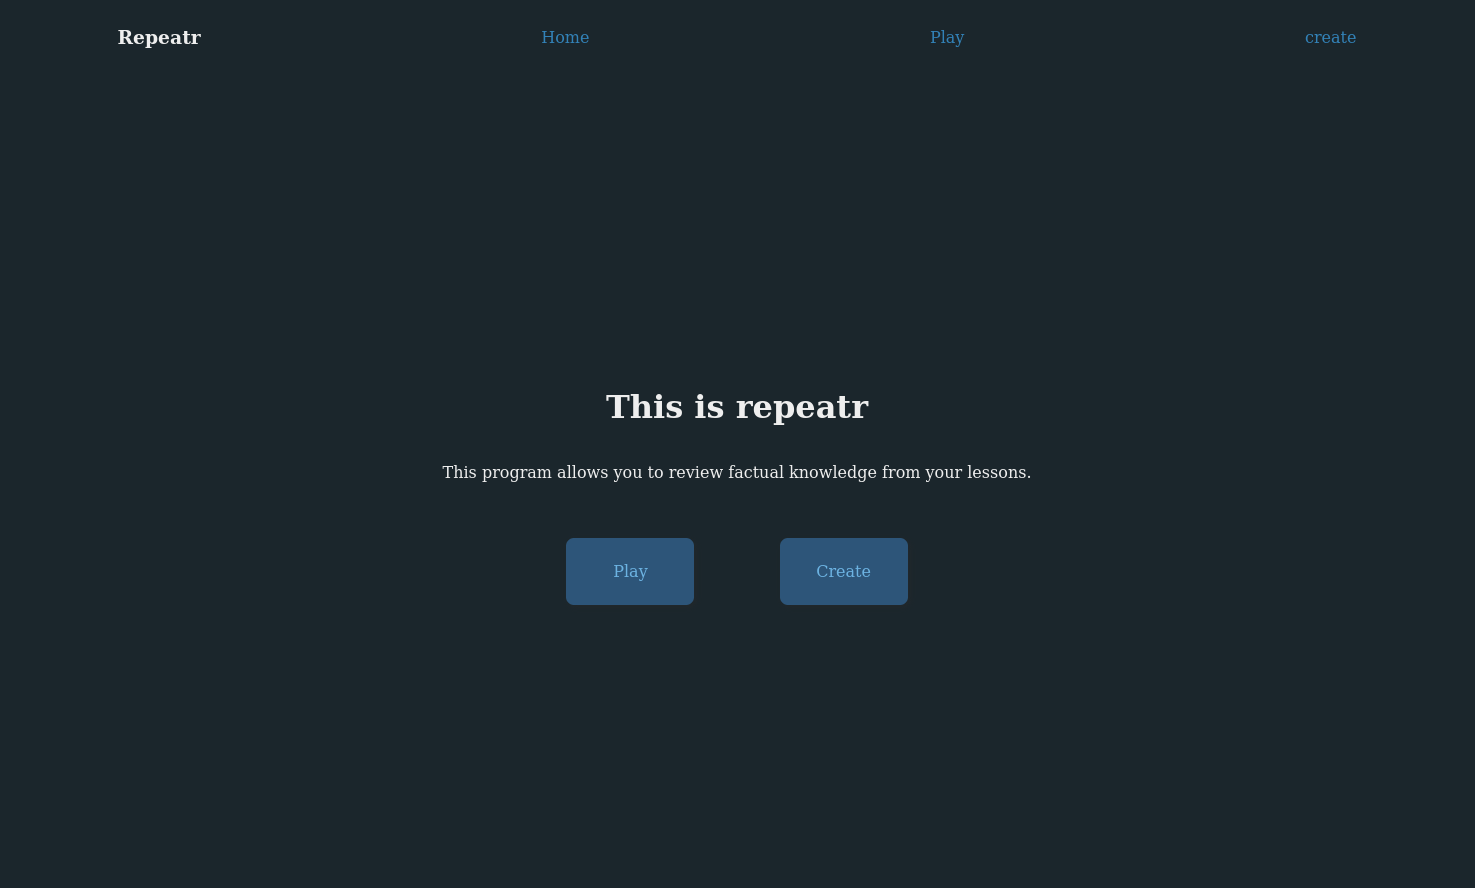 Repeatr Home Play create
This is repeatr
This program allows you to review factual knowledge from your lessons.
Play Create